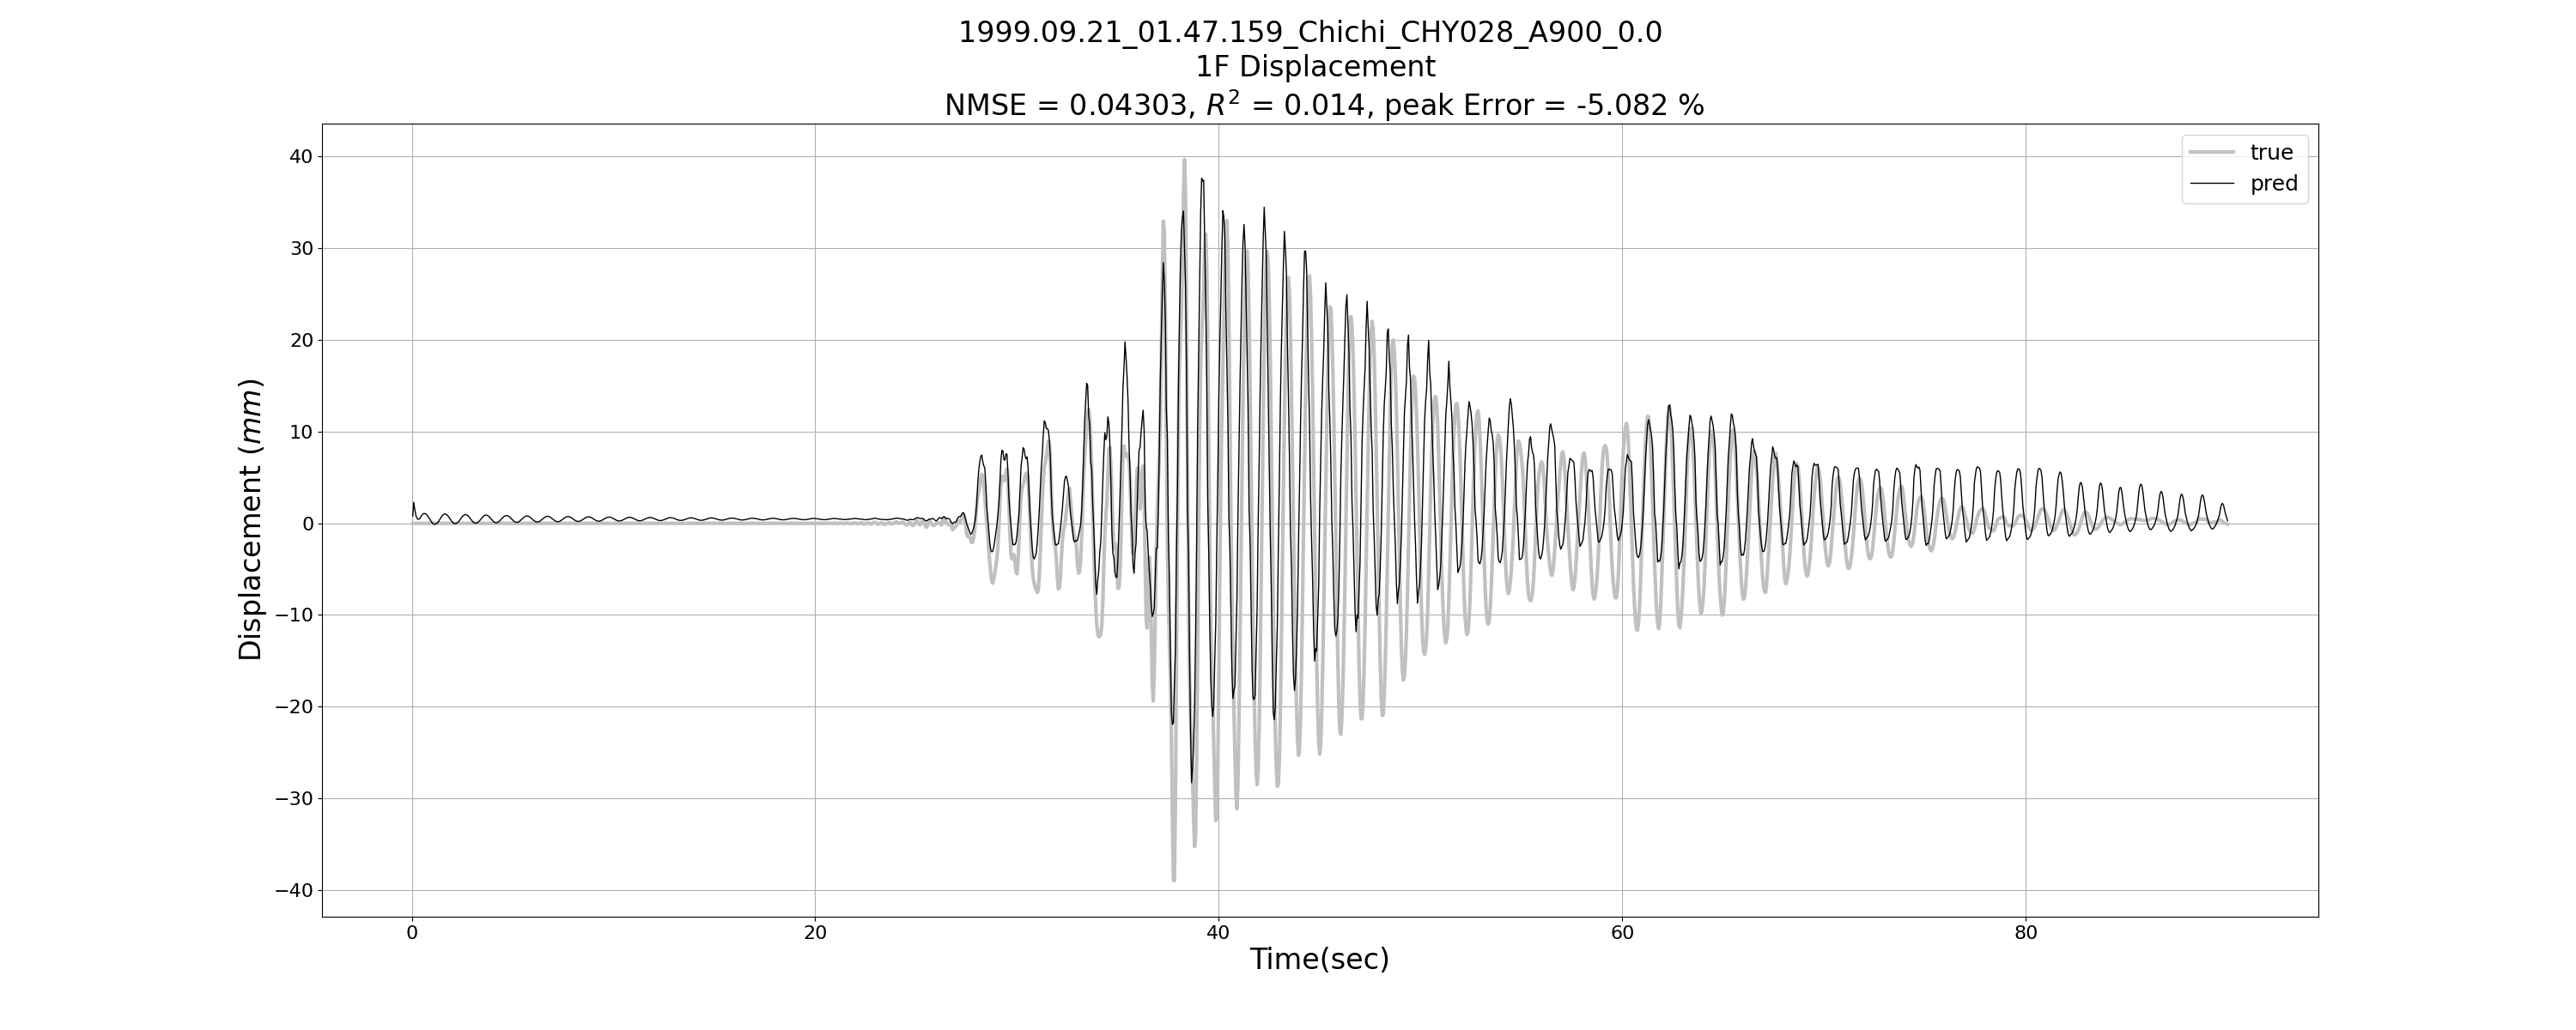 1999.09.21_01.47.159_Chichi_CHY028_A900_0.0
1F Displacement
NMSE = 0.04303, R² = 0.014, peak Error = -5.082 %
true
pred
40
30
20
10
0
−10
−20
−30
−40
Displacement (mm)
0 20 40 60 80
Time(sec)